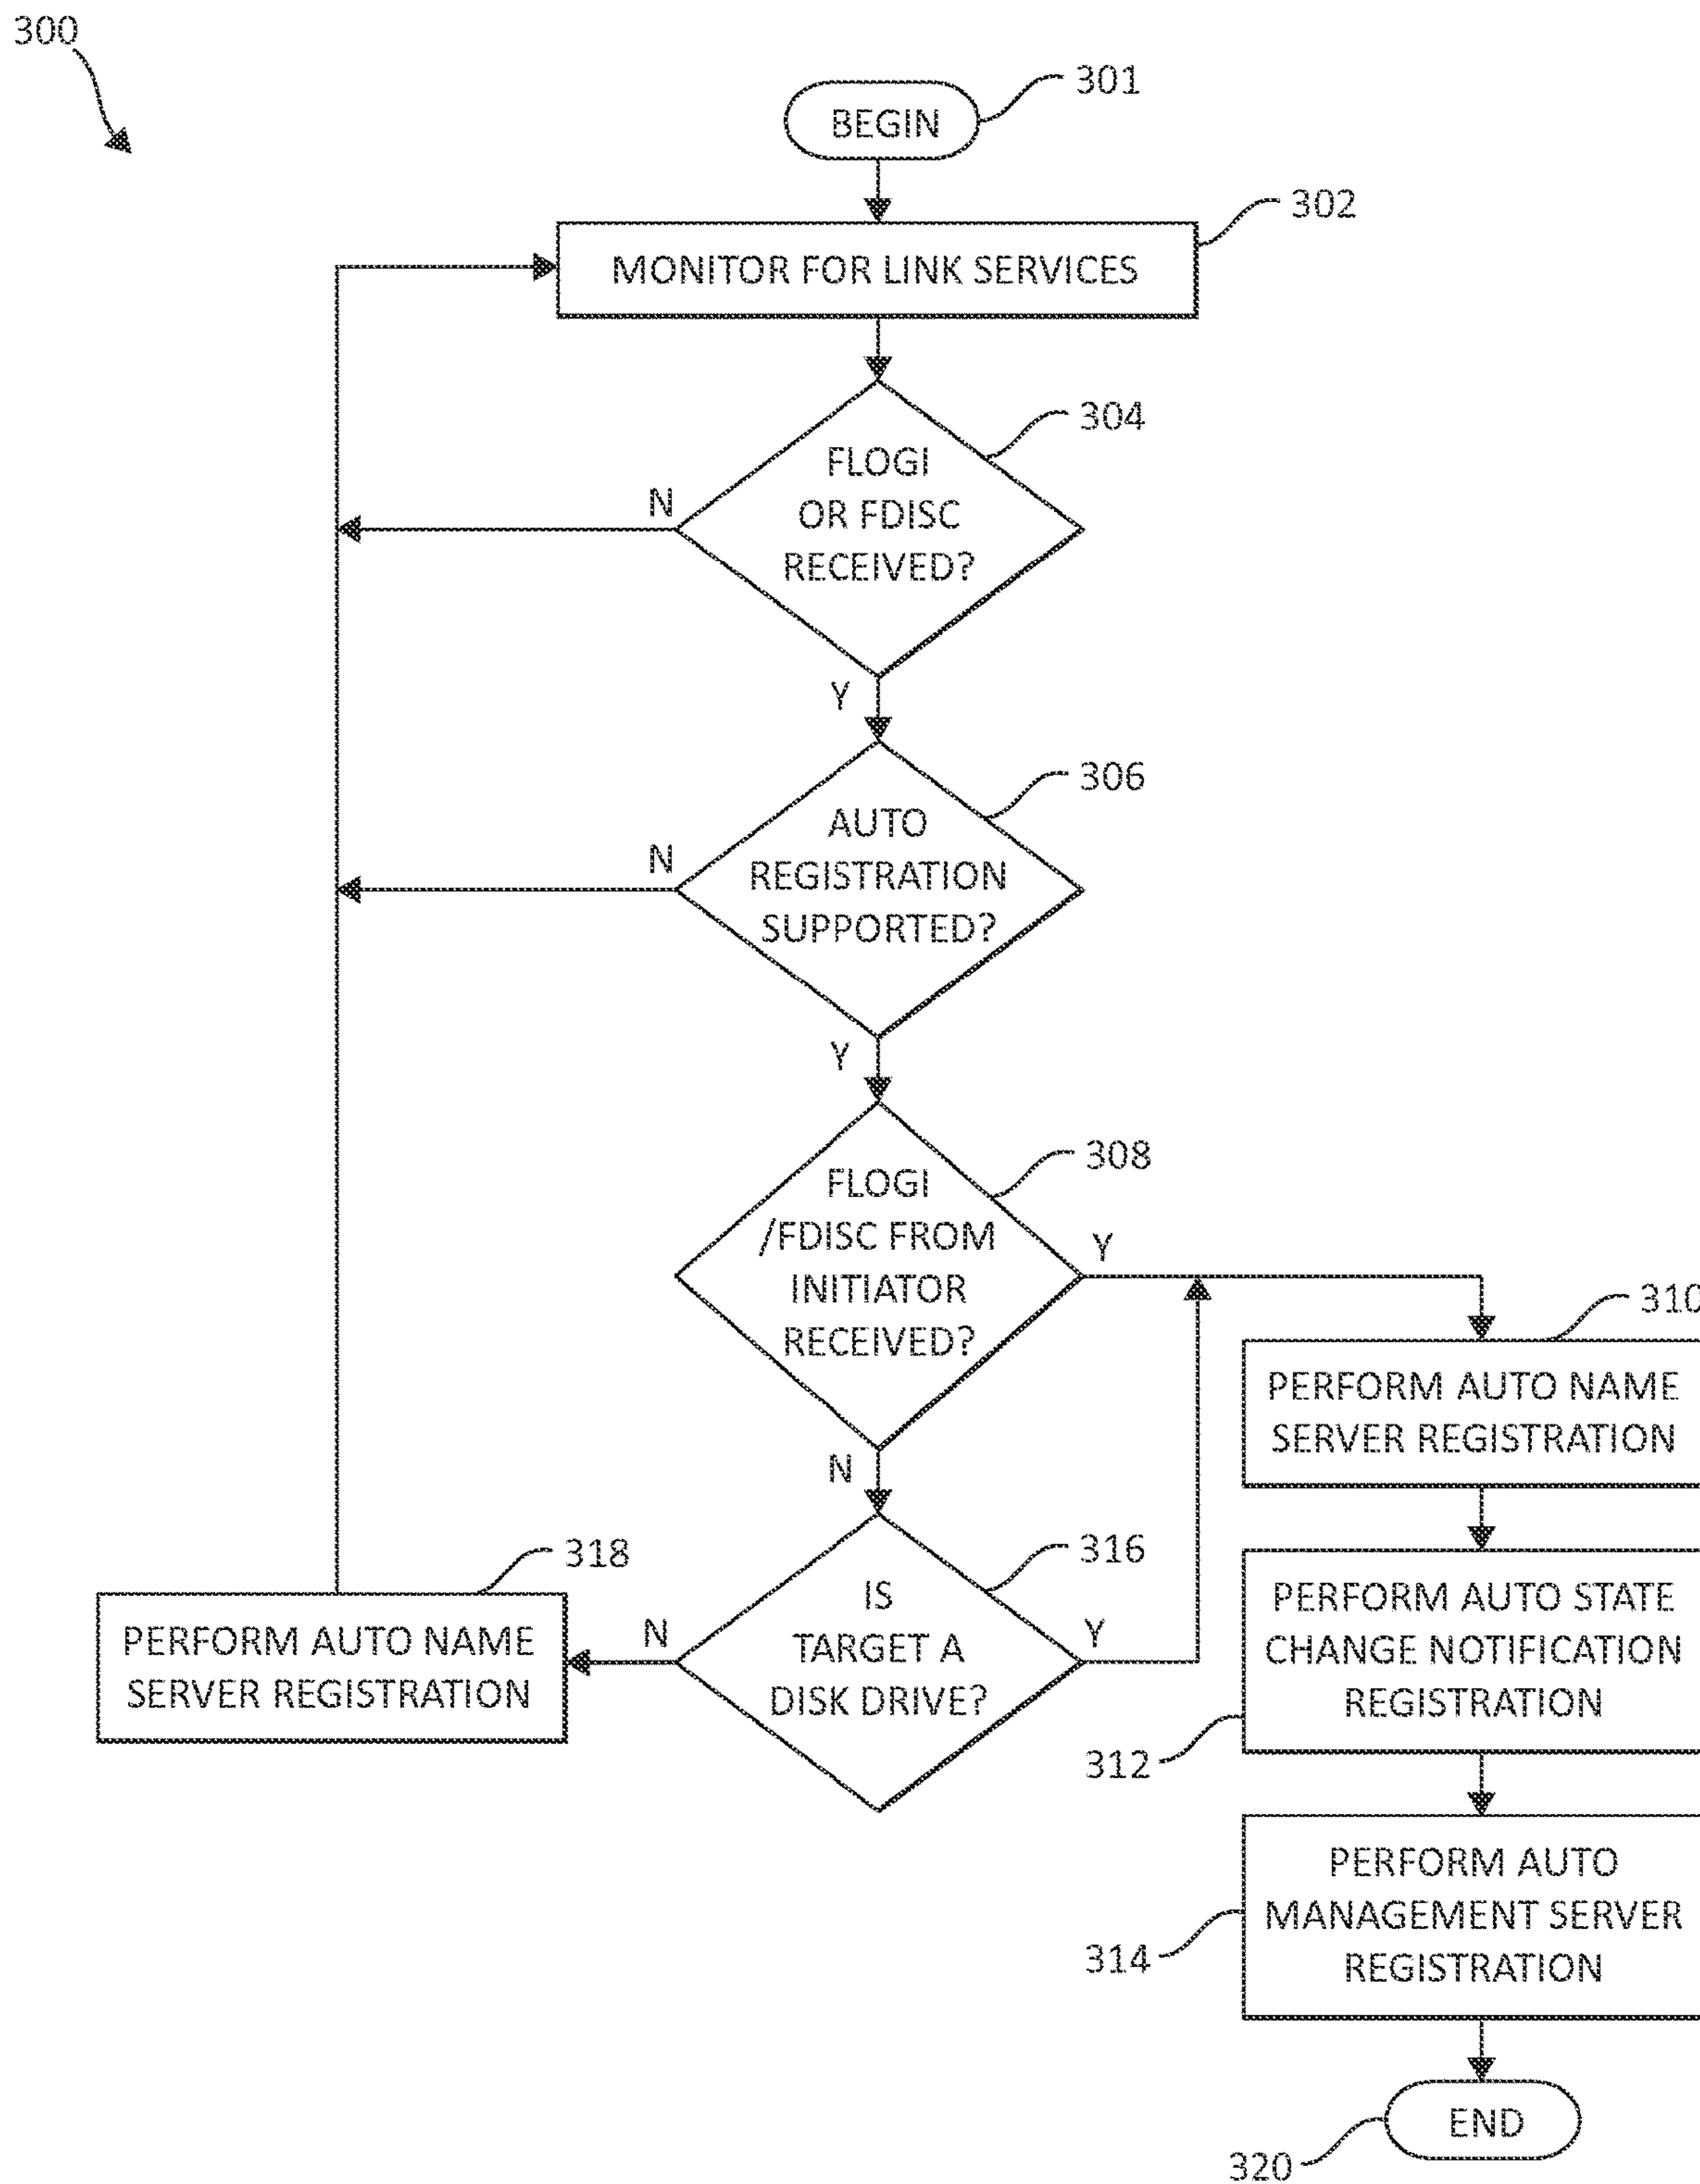 300
301
BEGIN
302
MONITOR FOR LINK SERVICES
304
FLOGI
OR FDISC
RECEIVED?
N
Y
306
AUTO
REGISTRATION
SUPPORTED?
N
Y
308
FLOGI
/FDISC FROM
INITIATOR
RECEIVED?
Y
N
310
PERFORM AUTO NAME
SERVER REGISTRATION
316
IS
TARGET A
DISK DRIVE?
N
Y
318
PERFORM AUTO NAME
SERVER REGISTRATION
PERFORM AUTO STATE
CHANGE NOTIFICATION
REGISTRATION
312
PERFORM AUTO
MANAGEMENT SERVER
REGISTRATION
314
END
320